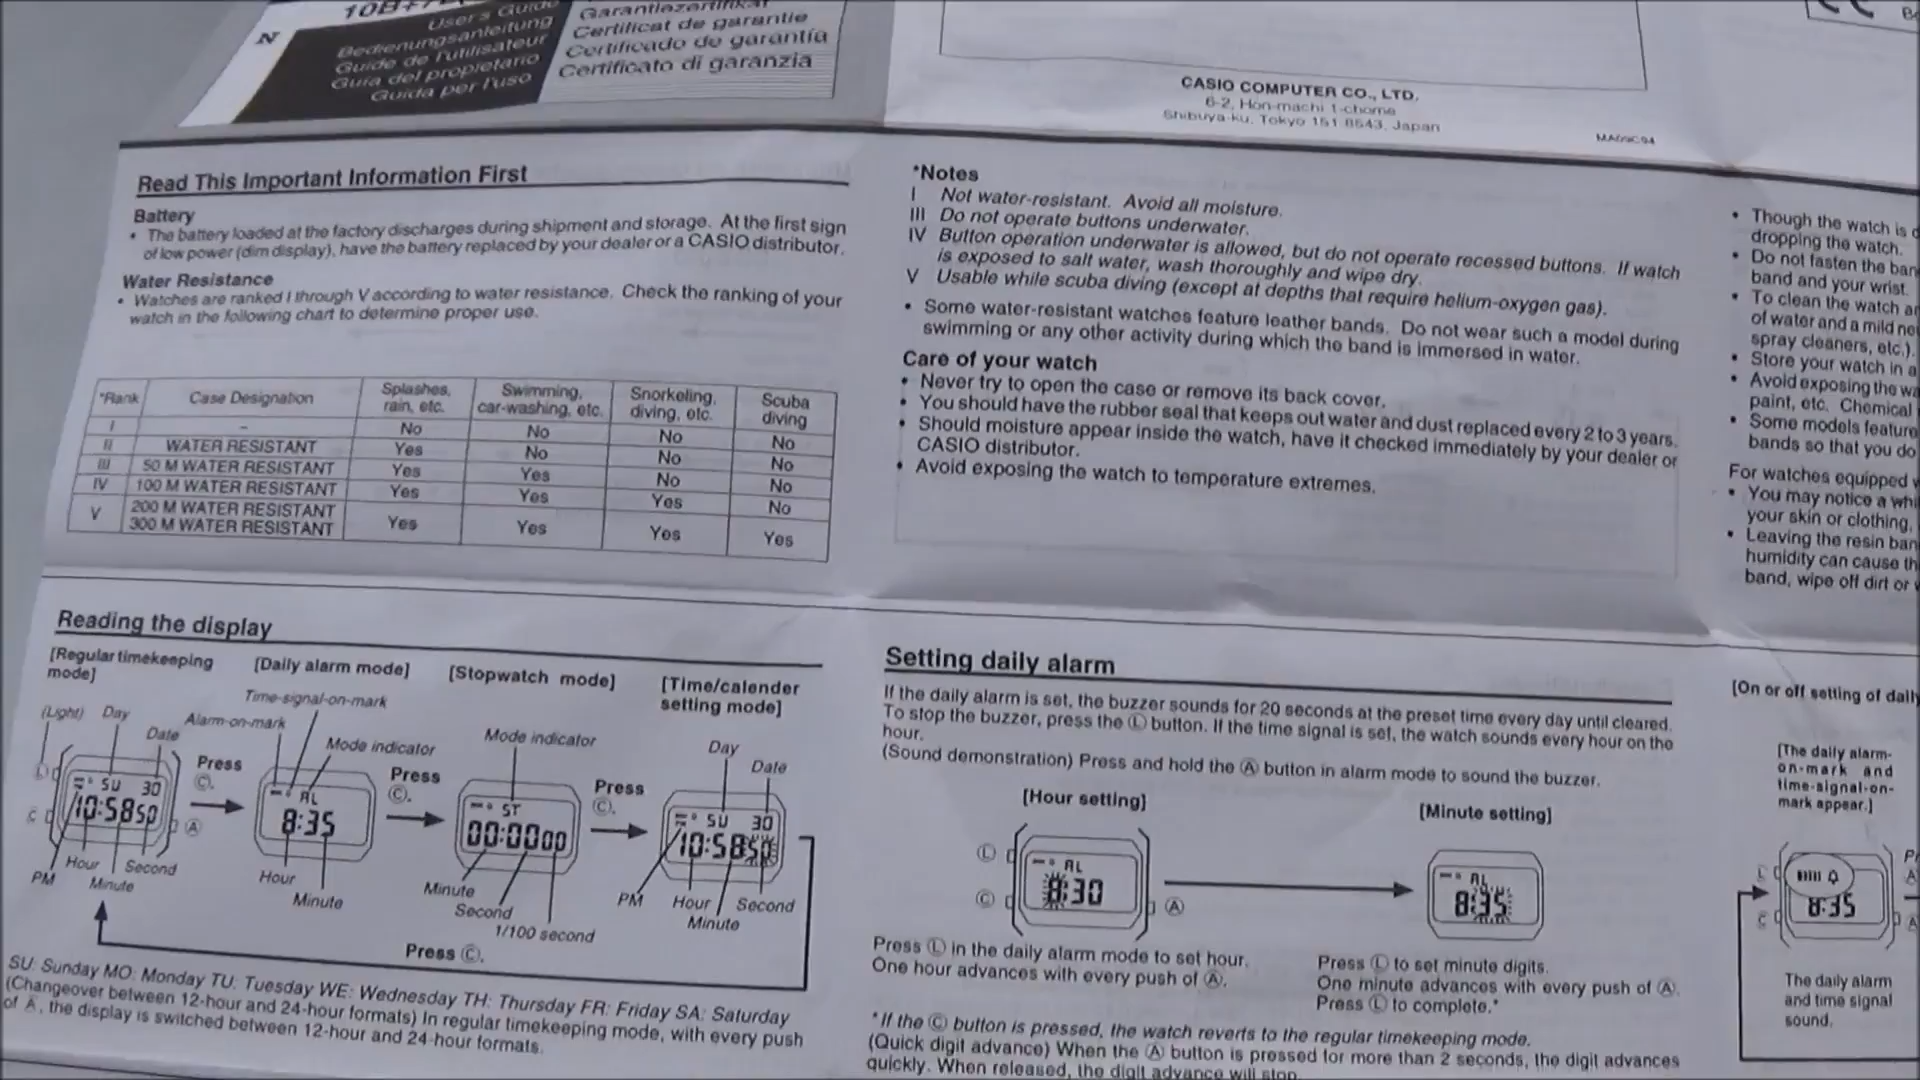 User's Guide
Bedienungsanleitung
Guide de l'utilisateur
Guía del propietario
Guida per l'uso
Garantiezertifikat
Certificat de garantie
Certificado de garantía
Certificato di garanzia
CASIO COMPUTER CO., LTD.
6-2, Hon-machi 1-chome
Shibuya-ku, Tokyo 151-8543, Japan
Read This Important Information First
Battery
• The battery loaded at the factory discharges during shipment and storage. At the first sign
of low power (dim display), have the battery replaced by your dealer or a CASIO distributor.
Water Resistance
• Watches are ranked I through V according to water resistance. Check the ranking of your
watch in the following chart to determine proper use.
*Rank Case Designation Splashes, rain, etc. Swimming, car-washing, etc. Snorkeling, diving, etc. Scuba diving
I – No No No No
II WATER RESISTANT Yes No No No
III 50 M WATER RESISTANT Yes Yes No No
IV 100 M WATER RESISTANT Yes Yes Yes No
V 200 M WATER RESISTANT
300 M WATER RESISTANT Yes Yes Yes Yes
*Notes
I Not water-resistant. Avoid all moisture.
III Do not operate buttons underwater.
IV Button operation underwater is allowed, but do not operate recessed buttons. If watch
is exposed to salt water, wash thoroughly and wipe dry.
V Usable while scuba diving (except at depths that require helium-oxygen gas).
• Some water-resistant watches feature leather bands. Do not wear such a model during
swimming or any other activity during which the band is immersed in water.
Care of your watch
• Never try to open the case or remove its back cover.
• You should have the rubber seal that keeps out water and dust replaced every 2 to 3 years.
• Should moisture appear inside the watch, have it checked immediately by your dealer or
CASIO distributor.
• Avoid exposing the watch to temperature extremes.
• Though the watch is
dropping the watch.
• Do not fasten the
band and your wrist.
• To clean the watch
of water and a mild
spray cleaners, etc.).
• Store your watch in a
• Avoid exposing the
paint, etc. Chemical
• Some models feature
bands so that you do
For watches equipped
• You may notice a
your skin or clothing,
• Leaving the resin
humidity can cause
band, wipe off dirt or
Reading the display
[Regular timekeeping
mode]
[Daily alarm mode]
[Stopwatch mode]
[Time/calender
setting mode]
(Light) Day Date
SU 30
10:58 50
L
C
A
PM Hour Minute Second
Press
C.
Time-signal-on-mark
Alarm-on-mark
Mode indicator
AL
8:35
Hour
Minute
Press
C.
Mode indicator
ST
00:00 00
Minute
Second
1/100 second
Press
C.
Day
Date
SU 30
10:58 50
PM Hour Minute Second
Press C.
SU: Sunday MO: Monday TU: Tuesday WE: Wednesday TH: Thursday FR: Friday SA: Saturday
(Changeover between 12-hour and 24-hour formats) In regular timekeeping mode, with every push
of A, the display is switched between 12-hour and 24-hour formats.
Setting daily alarm
If the daily alarm is set, the buzzer sounds for 20 seconds at the preset time every day until cleared.
To stop the buzzer, press the L button. If the time signal is set, the watch sounds every hour on the
hour.
(Sound demonstration) Press and hold the A button in alarm mode to sound the buzzer.
[Hour setting]
L
C
A
AL
8:30
Press L in the daily alarm mode to set hour.
One hour advances with every push of A.
[Minute setting]
AL
8:35
Press L to set minute digits.
One minute advances with every push of A.
Press L to complete.*
*If the C button is pressed, the watch reverts to the regular timekeeping mode.
(Quick digit advance) When the A button is pressed for more than 2 seconds, the digit advances
quickly. When released, the digit advance will stop.
[On or off setting of daily
[The daily alarm-
on-mark and
time-signal-on-
mark appear.]
L
C
8:35
The daily alarm
and time signal
sound.